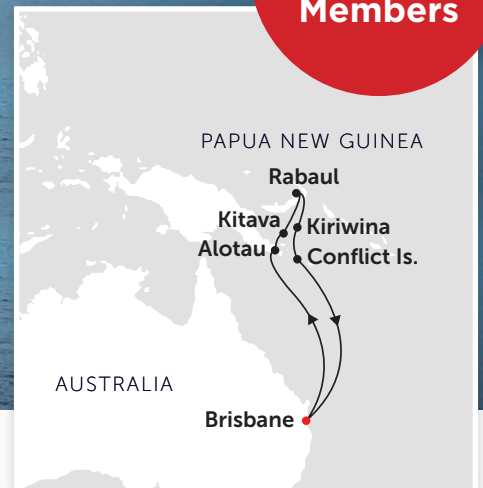 Members
PAPUA NEW GUINEA
Rabaul
Kitava
Kiriwina
Alotau
Conflict Is.
AUSTRALIA
Brisbane